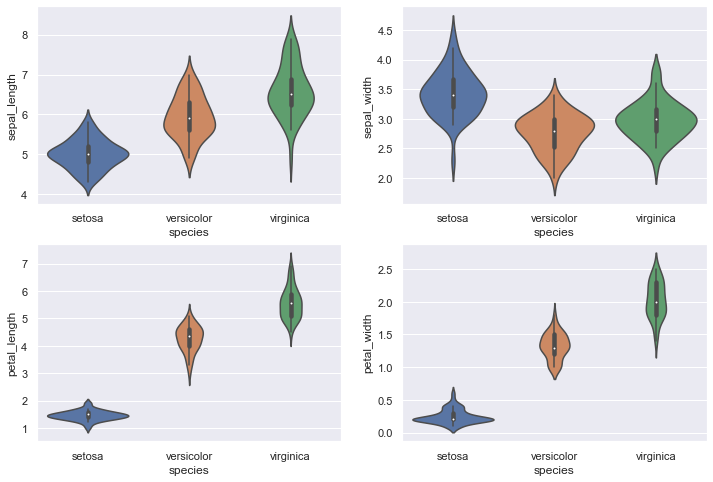 sepal_length
8
7
6
5
4
setosa versicolor virginica
species
sepal_width
4.5
4.0
3.5
3.0
2.5
2.0
setosa versicolor virginica
species
petal_length
7
6
5
4
3
2
1
setosa versicolor virginica
species
petal_width
2.5
2.0
1.5
1.0
0.5
0.0
setosa versicolor virginica
species